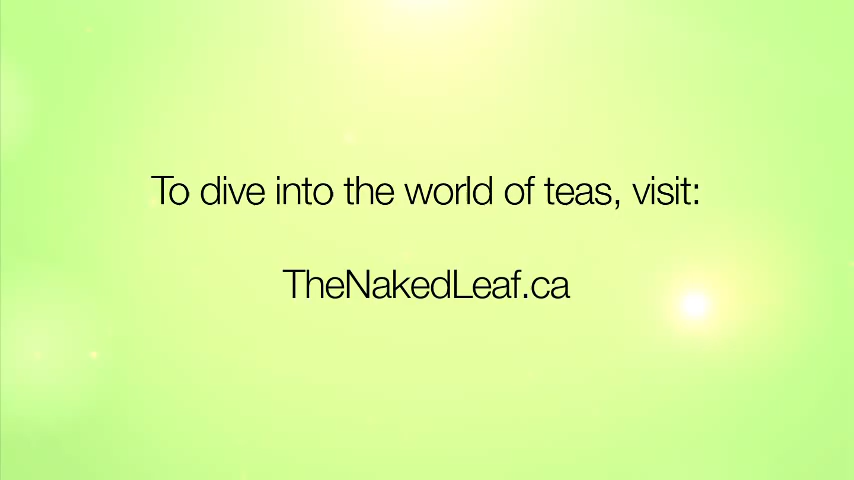 To dive into the world of teas, visit:
TheNakedLeaf.ca